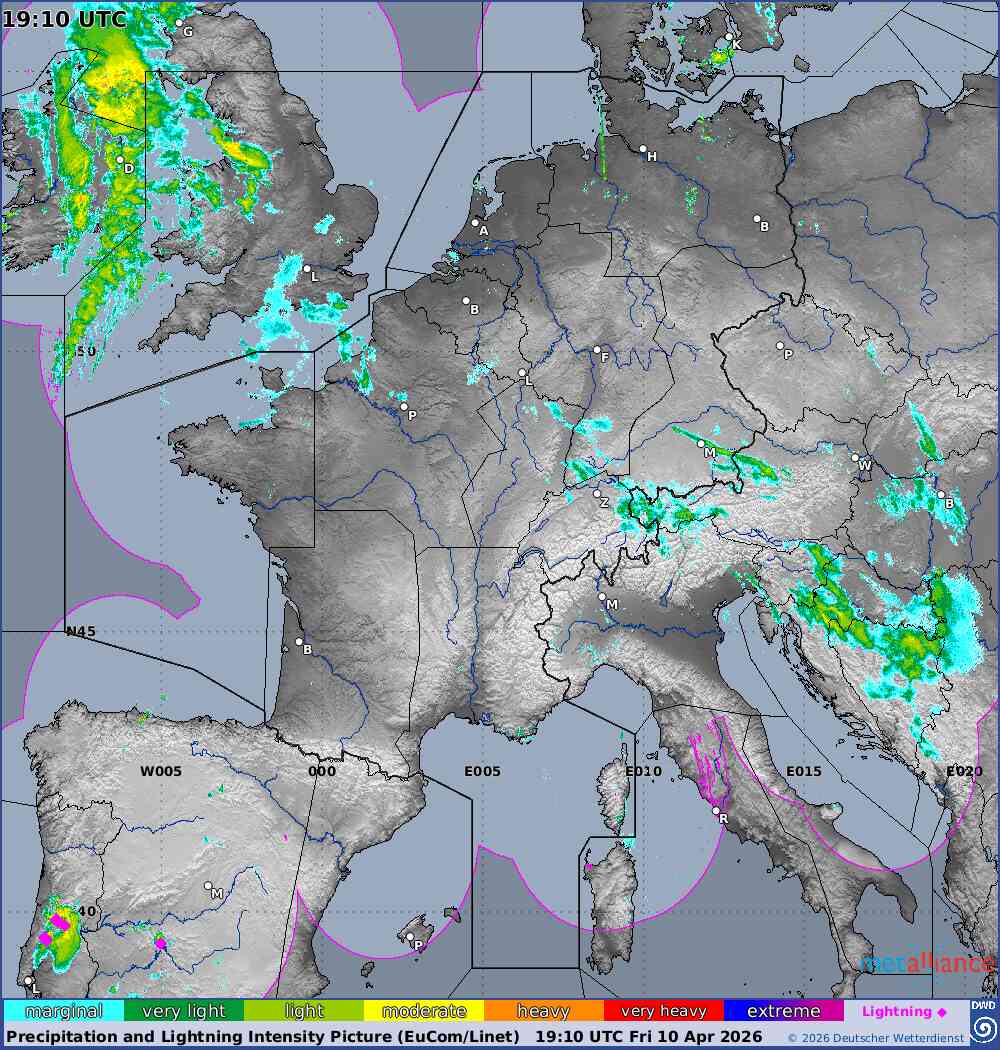 19:10 UTC
G
K
D
H
A
B
L
B
50
F
P
L
P
M
W
Z
B
M
N45
B
W005
000
E005
E010
E015
E020
R
M
40
P
L
metalliance
marginal
very light
light
moderate
heavy
very heavy
extreme
Lightning
DWD
Precipitation and Lightning Intensity Picture (EuCom/Linet) 19:10 UTC Fri 10 Apr 2026 © 2026 Deutscher Wetterdienst